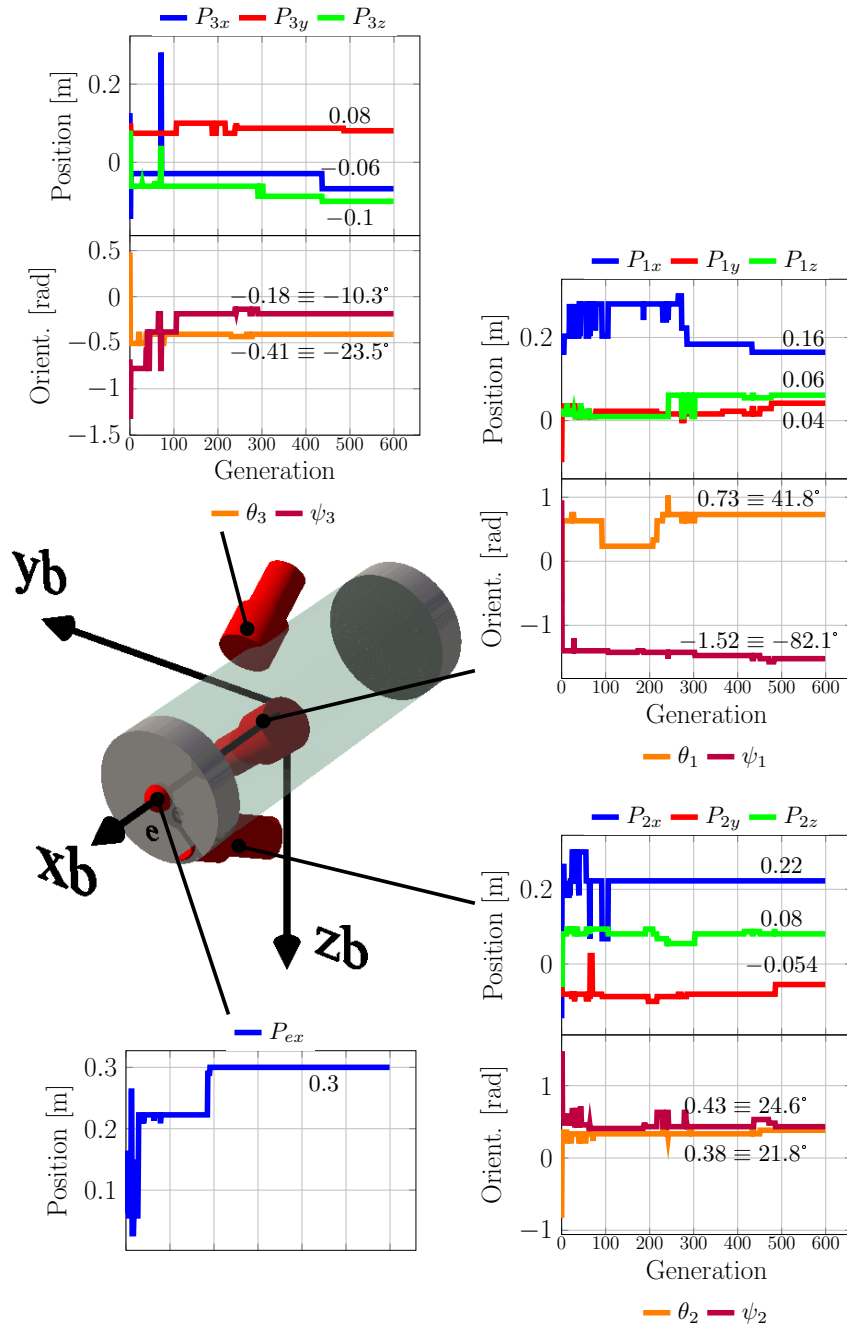 P3x P3y P3z
Position [m]
0.2
0
0.08
−0.06
−0.1
Orient. [rad]
0.5
0
−0.5
−1
−1.5
−0.18 ≡ −10.3°
−0.41 ≡ −23.5°
0 100 200 300 400 500 600
Generation
θ3 ψ3
P1x P1y P1z
Position [m]
0.2
0
0.16
0.06
0.04
Orient. [rad]
1
0
−1
0.73 ≡ 41.8°
−1.52 ≡ −82.1°
0 100 200 300 400 500 600
Generation
θ1 ψ1
yb
e
e
xb
zb
P2x P2y P2z
Position [m]
0.2
0
0.22
0.08
−0.054
Orient. [rad]
1
0
−1
0.43 ≡ 24.6°
0.38 ≡ 21.8°
0 100 200 300 400 500 600
Generation
θ2 ψ2
Pex
Position [m]
0.3
0.2
0.1
0.3